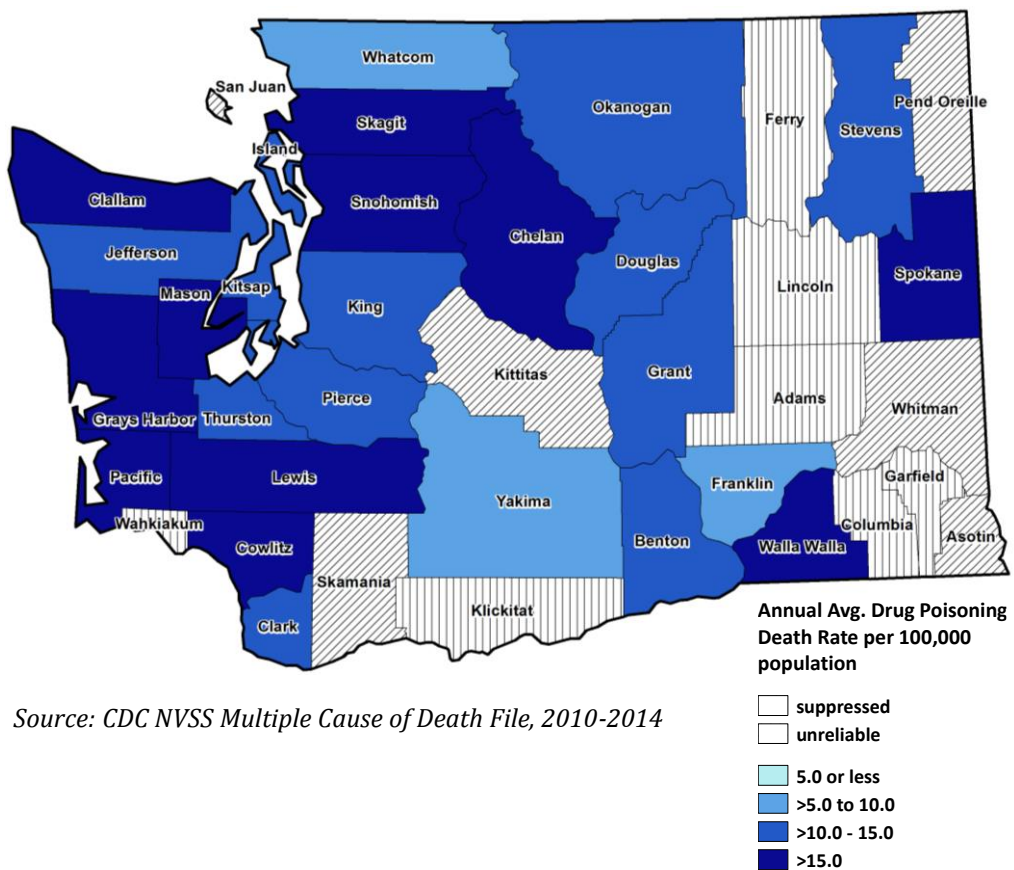 Whatcom
San Juan
Skagit
Okanogan
Ferry
Stevens
Pend Oreille
Island
Clallam
Snohomish
Chelan
Jefferson
Mason
Kitsap
King
Douglas
Lincoln
Spokane
Kittitas
Grant
Adams
Whitman
Grays Harbor
Thurston
Pierce
Pacific
Lewis
Yakima
Franklin
Garfield
Wahkiakum
Cowlitz
Skamania
Benton
Walla Walla
Columbia
Asotin
Clark
Klickitat
Annual Avg. Drug Poisoning
Death Rate per 100,000
population
suppressed
unreliable
5.0 or less
>5.0 to 10.0
>10.0 - 15.0
>15.0
Source: CDC NVSS Multiple Cause of Death File, 2010-2014